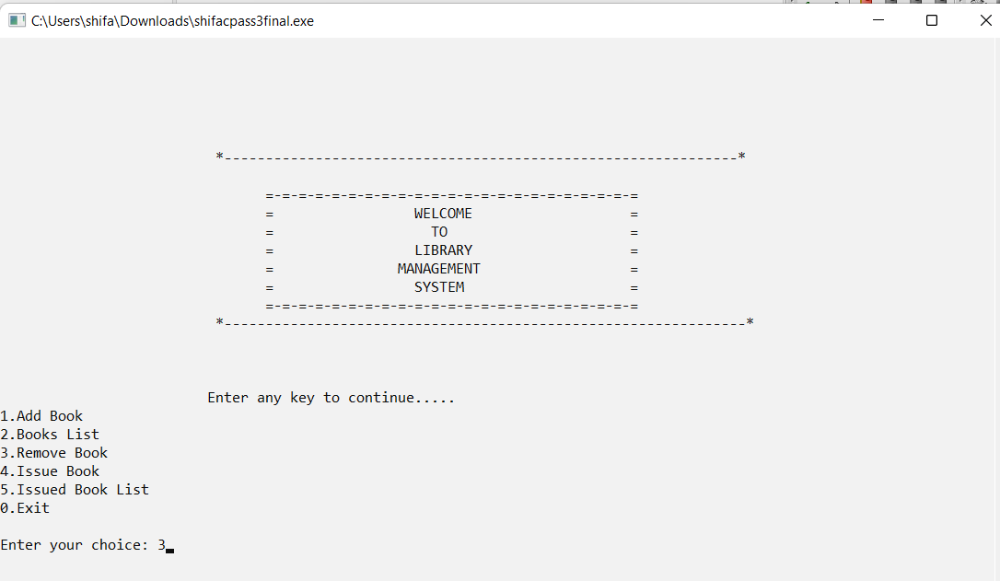 C:\Users\shifa\Downloads\shifacpass3final.exe
*--------------------------------------------------------------*
=-=-=-=-=-=-=-=-=-=-=-=-=-=-=-=-=-=-=-=-=-=-=
= WELCOME =
= TO =
= LIBRARY =
= MANAGEMENT =
= SYSTEM =
=-=-=-=-=-=-=-=-=-=-=-=-=-=-=-=-=-=-=-=-=-=-=
*---------------------------------------------------------------*
Enter any key to continue.....
1.Add Book
2.Books List
3.Remove Book
4.Issue Book
5.Issued Book List
0.Exit
Enter your choice: 3